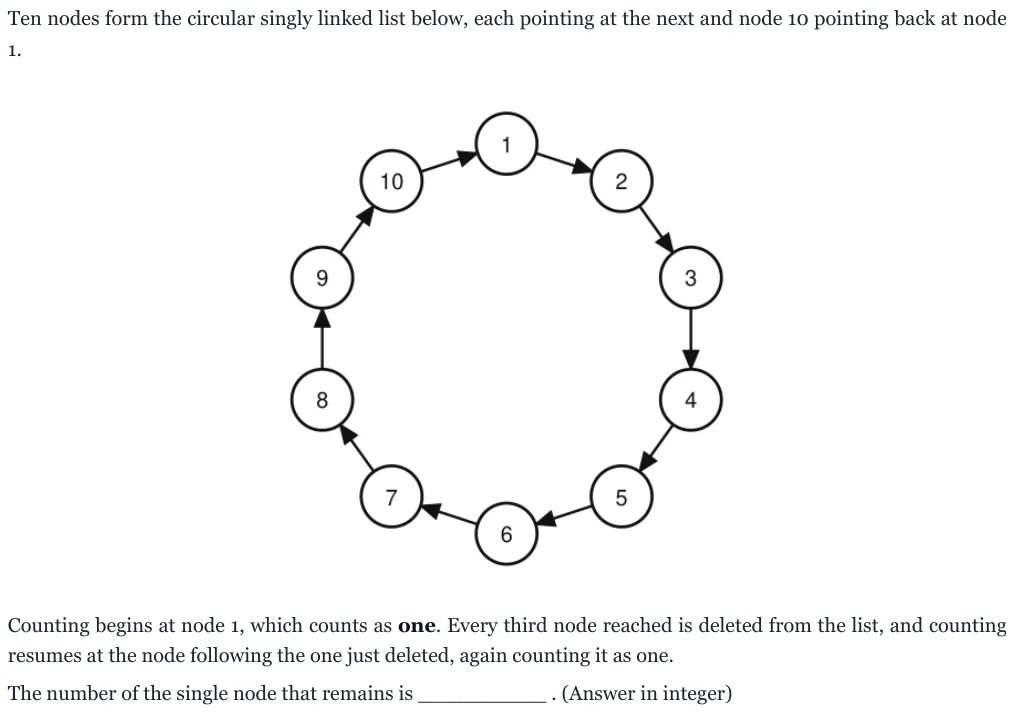 Ten nodes form the circular singly linked list below, each pointing at the next and node 10 pointing back at node
1.
1
10
2
9
3
8
4
7
5
6
Counting begins at node 1, which counts as one. Every third node reached is deleted from the list, and counting
resumes at the node following the one just deleted, again counting it as one.
The number of the single node that remains is ____________ . (Answer in integer)